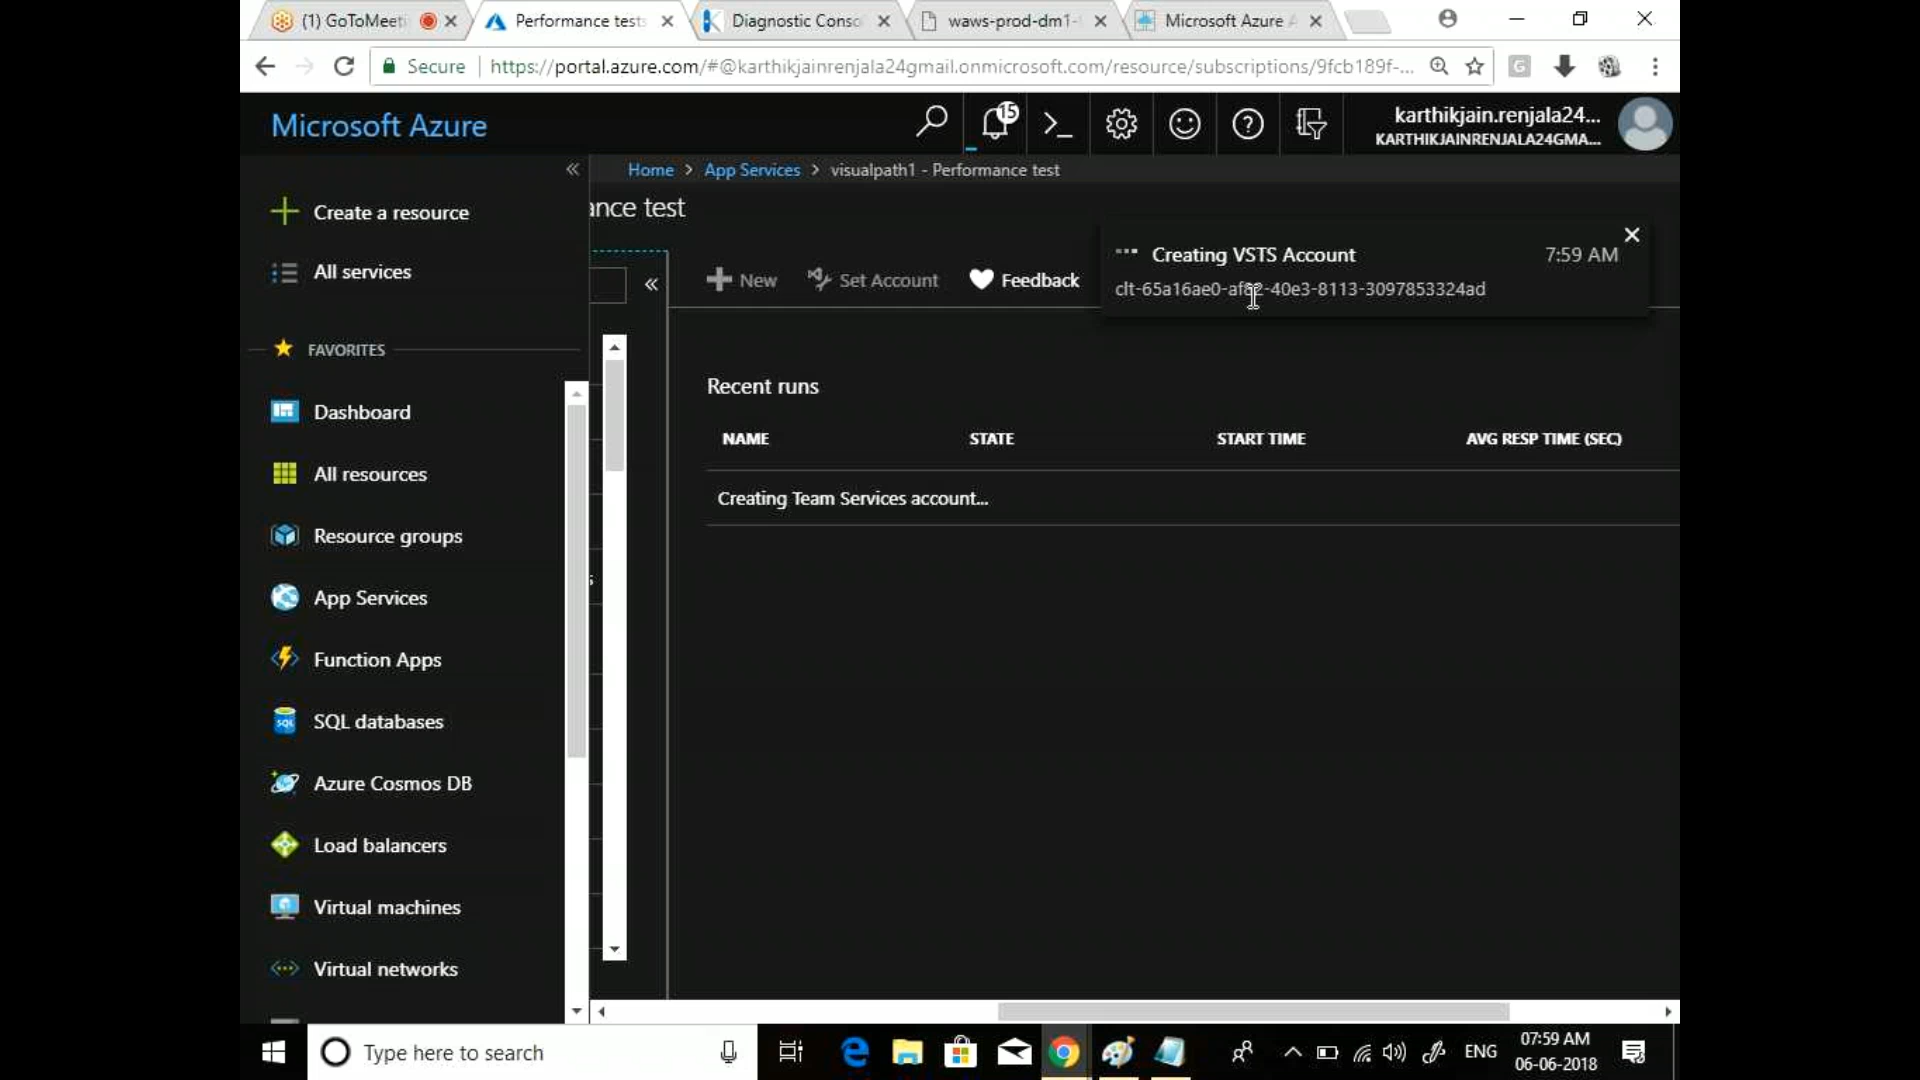 (1) GoToMeeti
Performance tests
Diagnostic Conso
waws-prod-dm1-
Microsoft Azure A
Secure
https://portal.azure.com/#@karthikjainrenjala24gmail.onmicrosoft.com/resource/subscriptions/9fcb189f-...
Microsoft Azure
15
karthikjain.renjala24...
KARTHIKJAINRENJALA24GMA...
Home > App Services > visualpath1 - Performance test
ance test
Create a resource
All services
FAVORITES
Dashboard
All resources
Resource groups
App Services
Function Apps
SQL databases
Azure Cosmos DB
Load balancers
Virtual machines
Virtual networks
New
Set Account
Feedback
Creating VSTS Account
7:59 AM
Recent runs
NAME
STATE
START TIME
AVG RESP TIME (SEC)
Creating Team Services account...
Type here to search
ENG
07:59 AM
06-06-2018